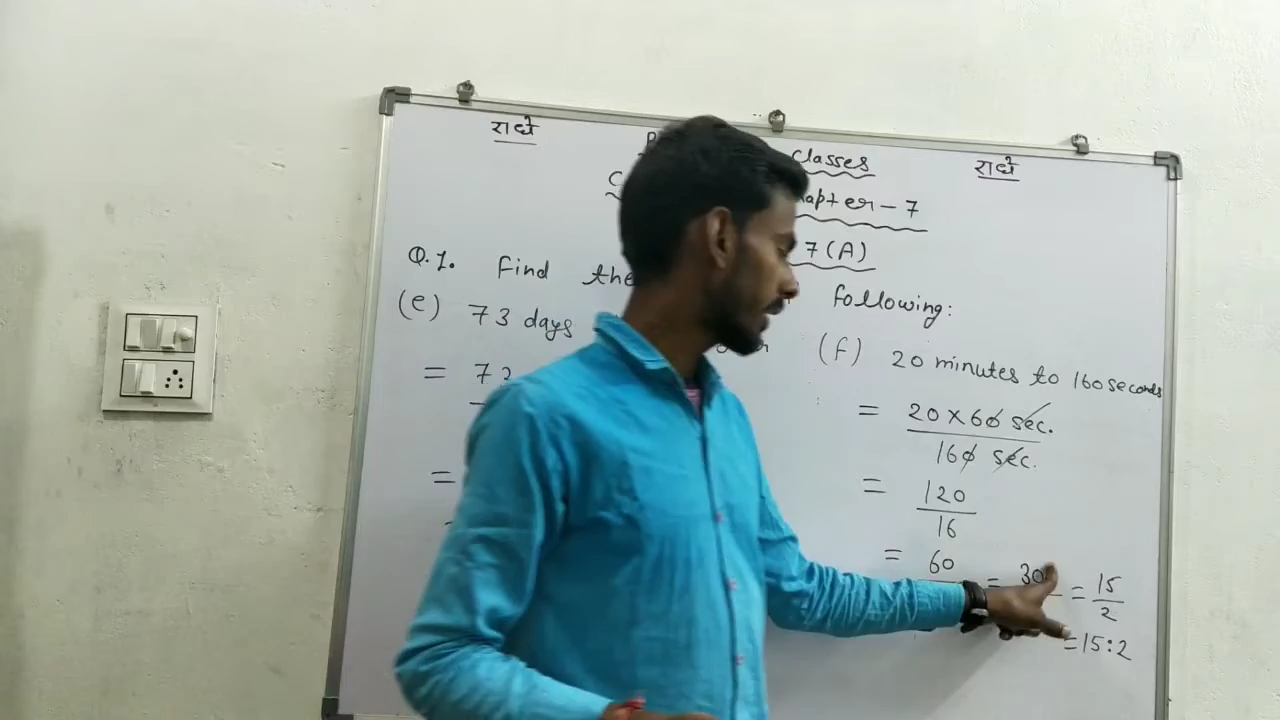 राधे classes राधे
chapter - 7
7 (A)
Q.1. Find the following:
(e) 73 days
= 73
=
(f) 20 minutes to 160 seconds
= 20 x 60 sec.
160 sec.
= 120
16
= 60 = 30 = 15
2
= 15:2